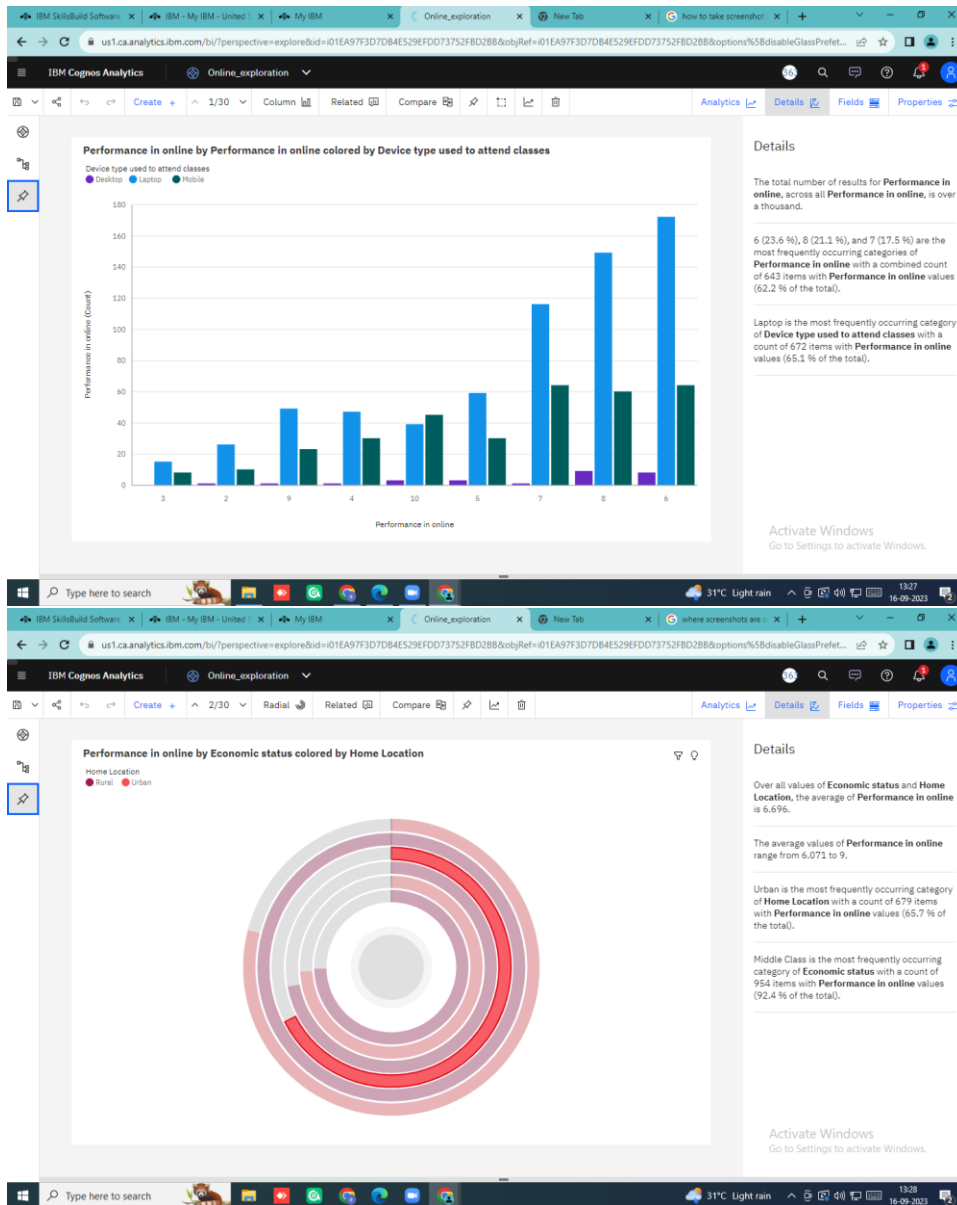 IBM SkillsBuild Software
IBM - My IBM - United S
My IBM
Online_exploration
New Tab
how to take screenshot
us1.ca.analytics.ibm.com/bi/?perspective=explore&id=i01EA97F3D7DB4E529EFDD73752FBD2BB&objRef=i01EA97F3D7DB4E529EFDD73752FBD2BB&options%5BdisableGlassPrefet...
IBM Cognos Analytics
Online_exploration
36
Create +
1/30
Column
Related
Compare
Analytics
Details
Fields
Properties
Performance in online by Performance in online colored by Device type used to attend classes
Device type used to attend classes
Desktop Laptop Mobile
180
160
140
120
100
80
60
40
20
0
Performance in online (Count)
3 2 9 4 10 5 7 8 6
Performance in online
Details
The total number of results for Performance in
online, across all Performance in online, is over
a thousand.
6 (23.6 %), 8 (21.1 %), and 7 (17.5 %) are the
most frequently occurring categories of
Performance in online with a combined count
of 643 items with Performance in online values
(62.2 % of the total).
Laptop is the most frequently occurring category
of Device type used to attend classes with a
count of 672 items with Performance in online
values (65.1 % of the total).
Activate Windows
Go to Settings to activate Windows.
Type here to search
31°C Light rain
13:27
16-09-2023
IBM SkillsBuild Software
IBM - My IBM - United S
My IBM
Online_exploration
New Tab
where screenshots are s
us1.ca.analytics.ibm.com/bi/?perspective=explore&id=i01EA97F3D7DB4E529EFDD73752FBD2BB&objRef=i01EA97F3D7DB4E529EFDD73752FBD2BB&options%5BdisableGlassPrefet...
IBM Cognos Analytics
Online_exploration
36
Create +
2/30
Radial
Related
Compare
Analytics
Details
Fields
Properties
Performance in online by Economic status colored by Home Location
Home Location
Rural Urban
Details
Over all values of Economic status and Home
Location, the average of Performance in online
is 6.696.
The average values of Performance in online
range from 6.071 to 9.
Urban is the most frequently occurring category
of Home Location with a count of 679 items
with Performance in online values (65.7 % of
the total).
Middle Class is the most frequently occurring
category of Economic status with a count of
954 items with Performance in online values
(92.4 % of the total).
Activate Windows
Go to Settings to activate Windows.
Type here to search
31°C Light rain
13:28
16-09-2023